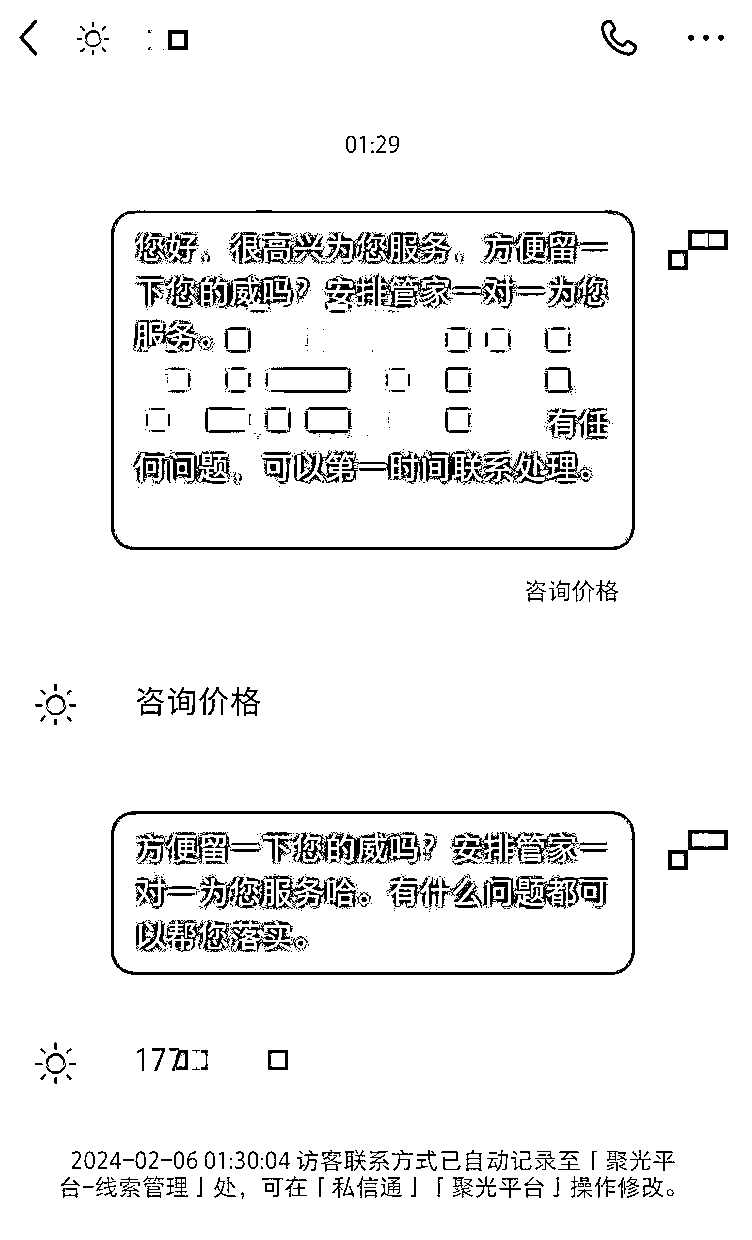 01:29
您好，很高兴为您服务，方便留一
下您的威吗？安排管家一对一为您
服务。
有任
何问题，可以第一时间联系处理。
咨询价格
咨询价格
方便留一下您的威吗？安排管家一
对一为您服务哈。有什么问题都可
以帮您落实。
177
2024-02-06 01:30:04 访客联系方式已自动记录至「聚光平
台-线索管理」处，可在「私信通」「聚光平台」操作修改。